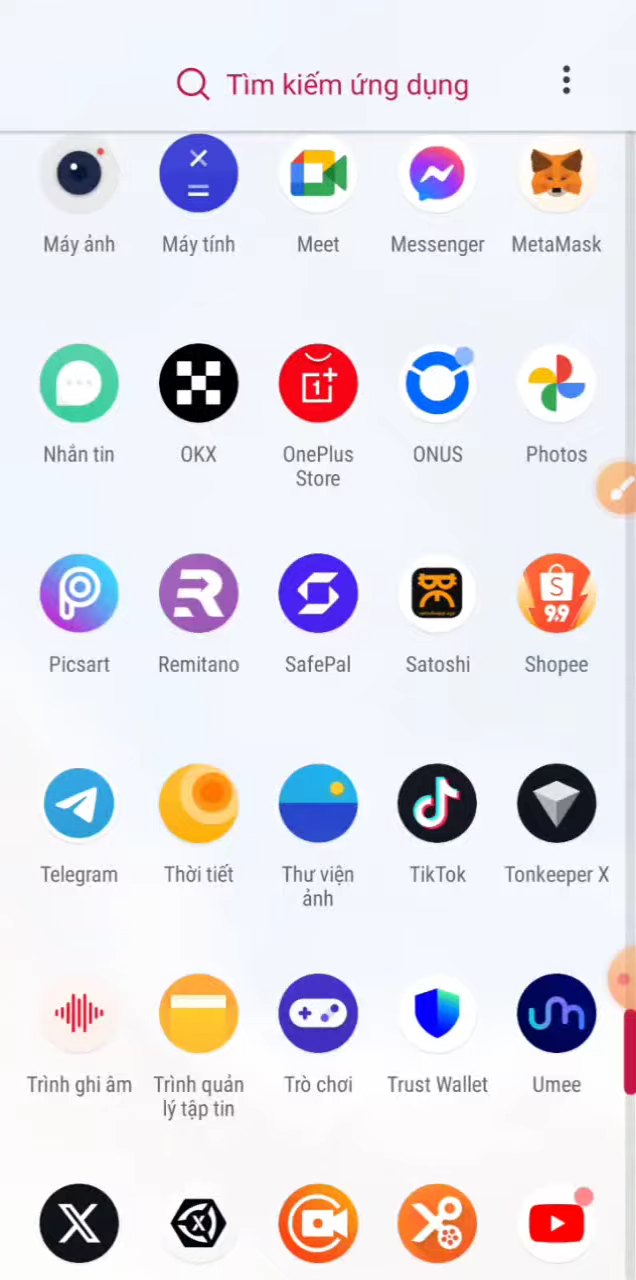 Tìm kiếm ứng dụng
Máy ảnh
Máy tính
Meet
Messenger
MetaMask
Nhắn tin
OKX
OnePlus
Store
ONUS
Photos
Picsart
Remitano
SafePal
Satoshi
S
9.9
Shopee
Telegram
Thời tiết
Thư viện
ảnh
TikTok
Tonkeeper X
Trình ghi âm
Trình quản
lý tập tin
Trò chơi
Trust Wallet
Umee